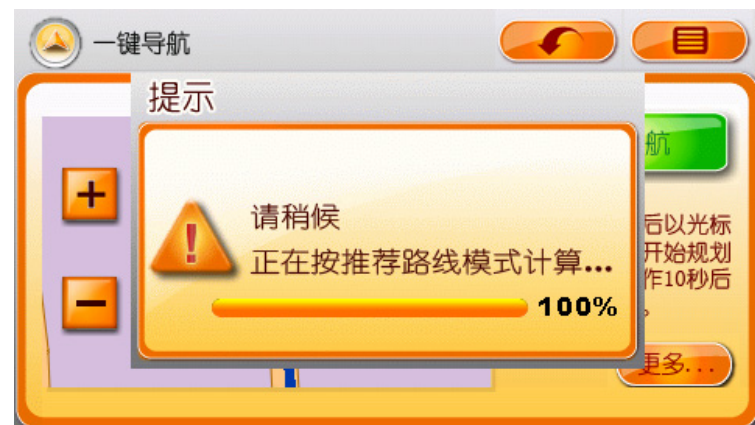 一键导航
提示
请稍候
正在按推荐路线模式计算...
100%
航
后以光标
开始规划
作10秒后
。
更多...